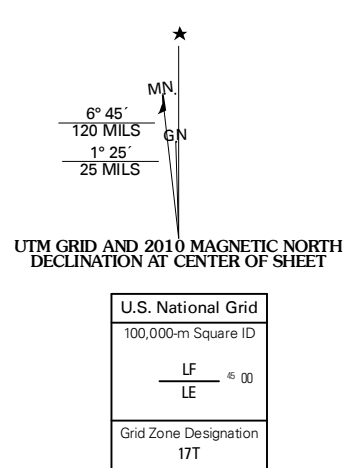 ★
MN.
6° 45´
120 MILS
GN
1° 25´
25 MILS
UTM GRID AND 2010 MAGNETIC NORTH
DECLINATION AT CENTER OF SHEET
U.S. National Grid
100,000-m Square ID
LF
45 00
LE
Grid Zone Designation
17T